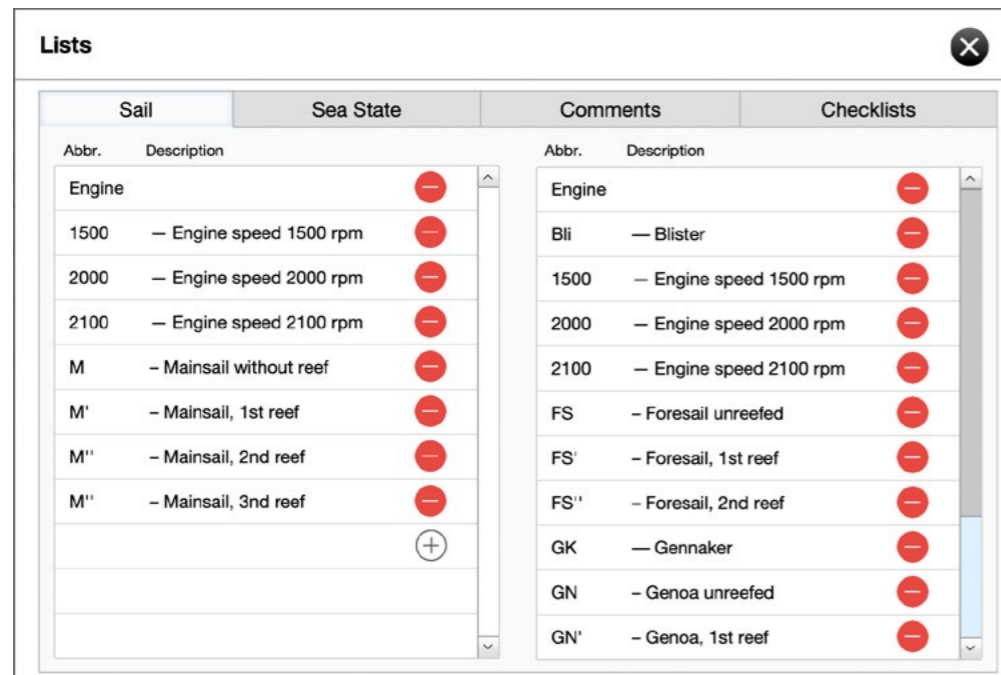 Lists
Sail Sea State Comments Checklists
Abbr. Description
Engine
1500 — Engine speed 1500 rpm
2000 — Engine speed 2000 rpm
2100 — Engine speed 2100 rpm
M – Mainsail without reef
M' – Mainsail, 1st reef
M'' – Mainsail, 2nd reef
M'' – Mainsail, 3nd reef
Abbr. Description
Engine
Bli — Blister
1500 — Engine speed 1500 rpm
2000 — Engine speed 2000 rpm
2100 — Engine speed 2100 rpm
FS – Foresail unreefed
FS' – Foresail, 1st reef
FS'' – Foresail, 2nd reef
GK — Gennaker
GN – Genoa unreefed
GN' – Genoa, 1st reef